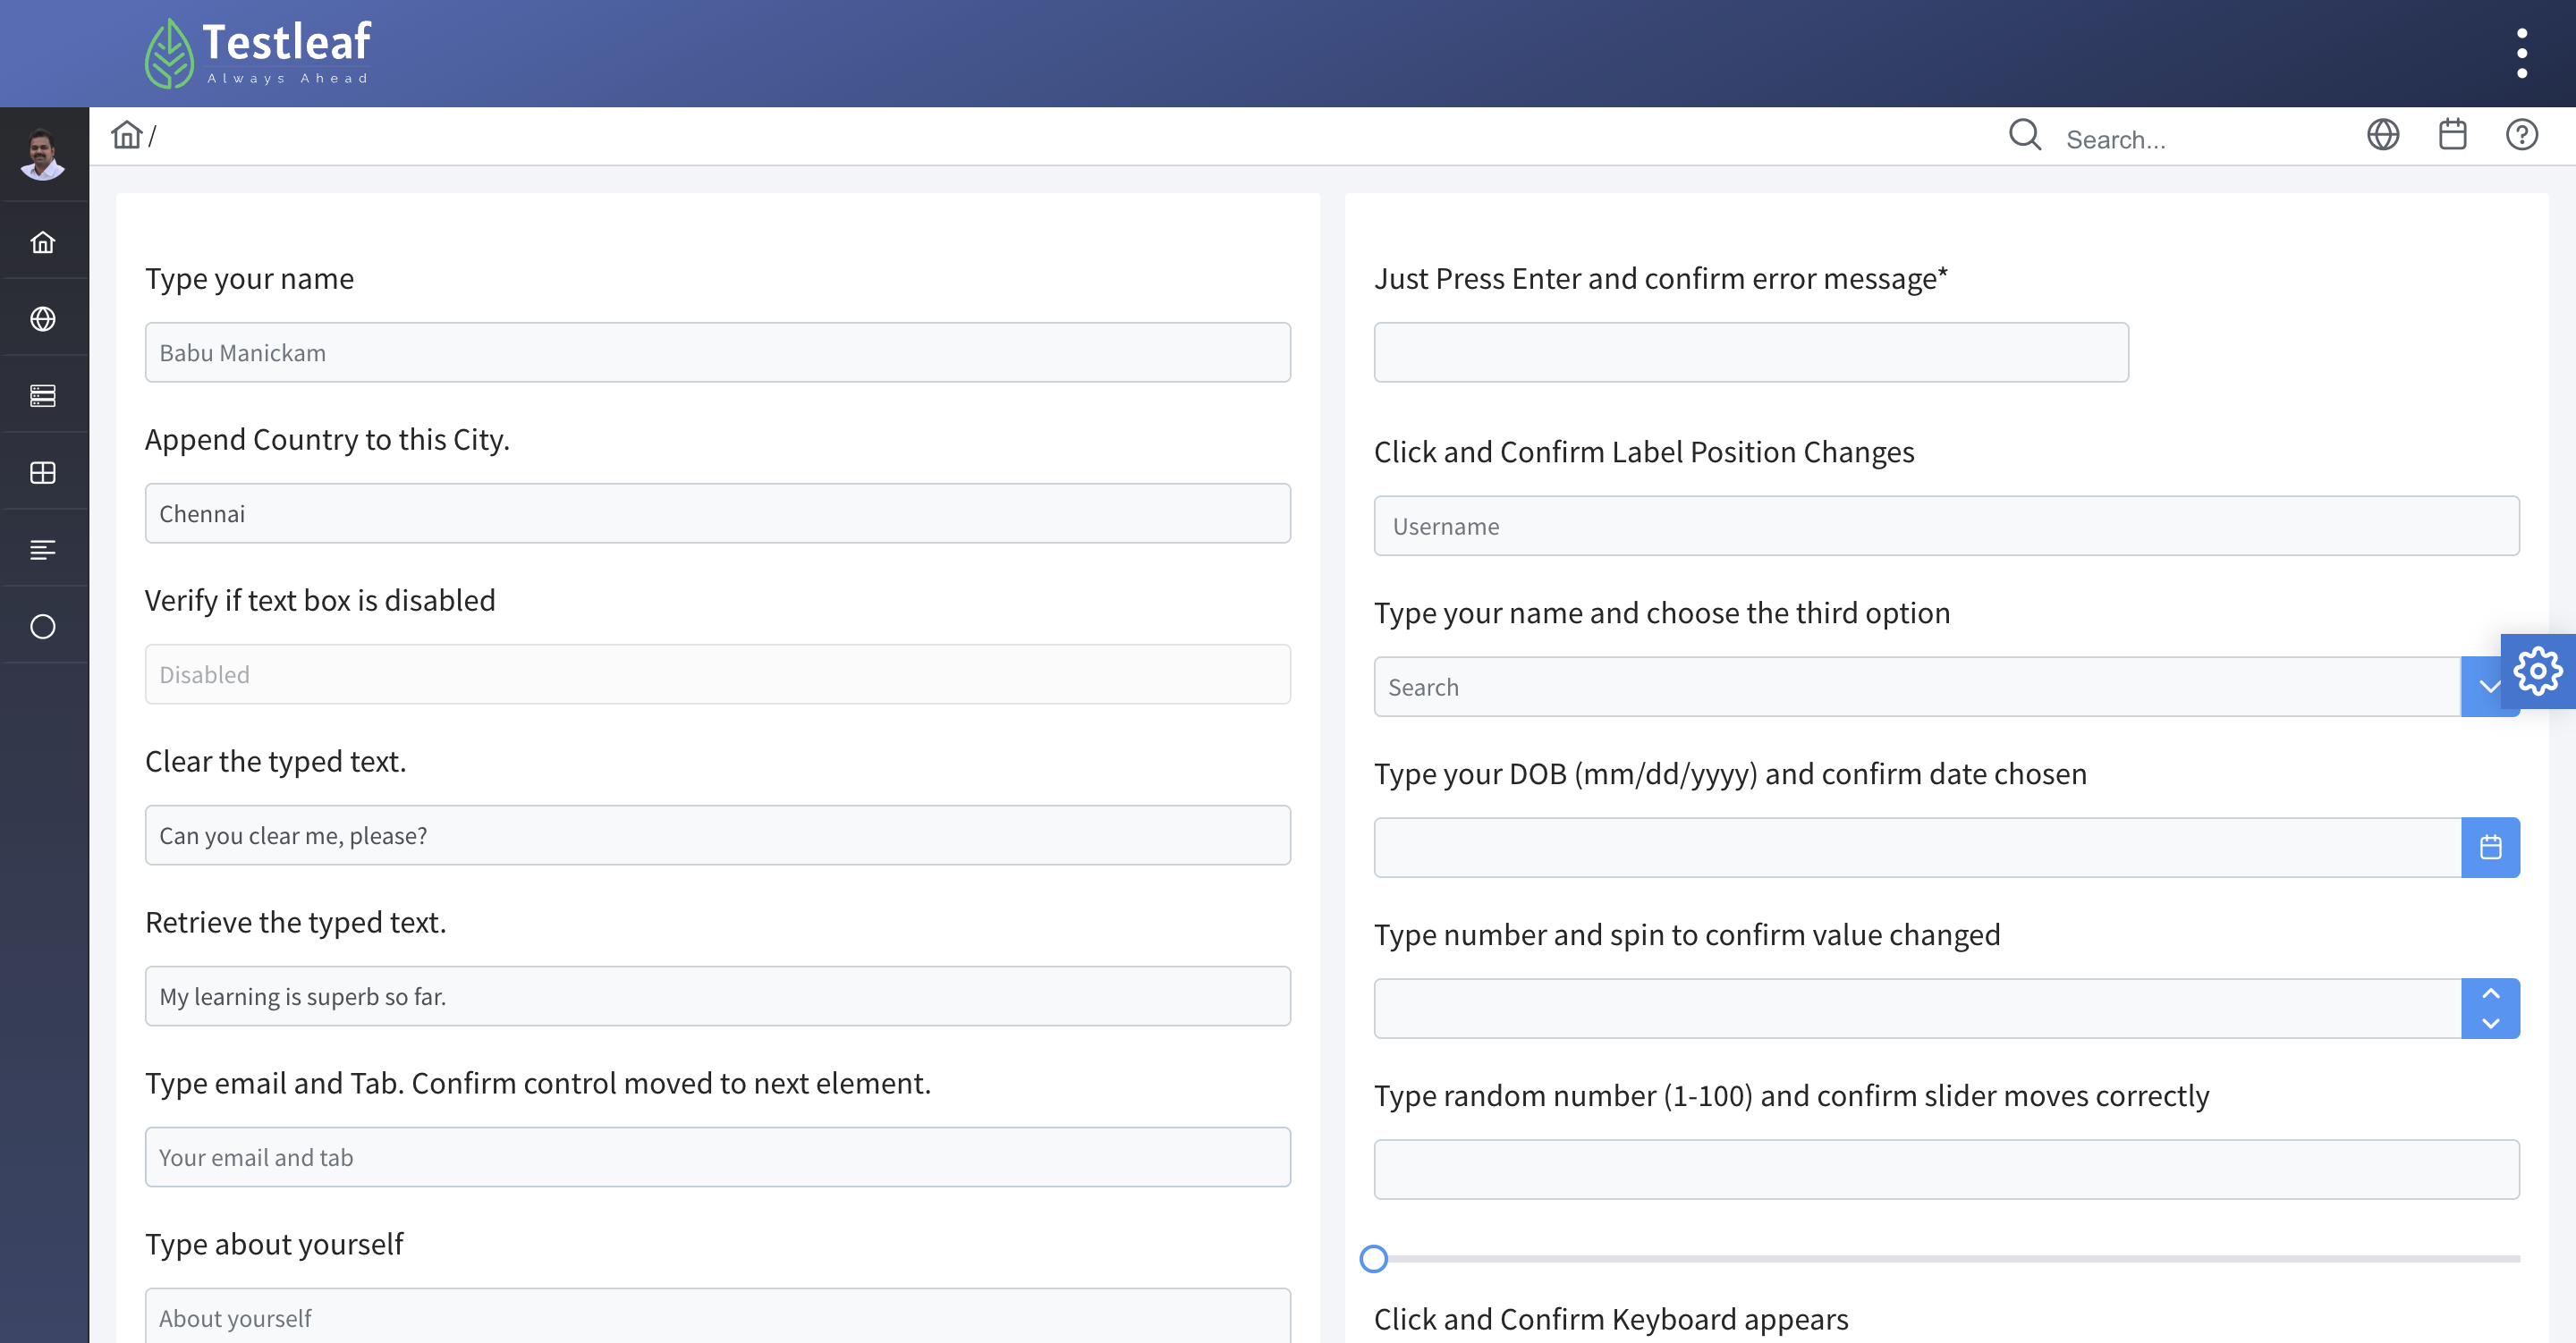 Testleaf
Always Ahead
/
Search...
Type your name
Babu Manickam
Append Country to this City.
Chennai
Verify if text box is disabled
Disabled
Clear the typed text.
Can you clear me, please?
Retrieve the typed text.
My learning is superb so far.
Type email and Tab. Confirm control moved to next element.
Your email and tab
Type about yourself
About yourself
Just Press Enter and confirm error message*
Click and Confirm Label Position Changes
Username
Type your name and choose the third option
Search
Type your DOB (mm/dd/yyyy) and confirm date chosen
Type number and spin to confirm value changed
Type random number (1-100) and confirm slider moves correctly
Click and Confirm Keyboard appears